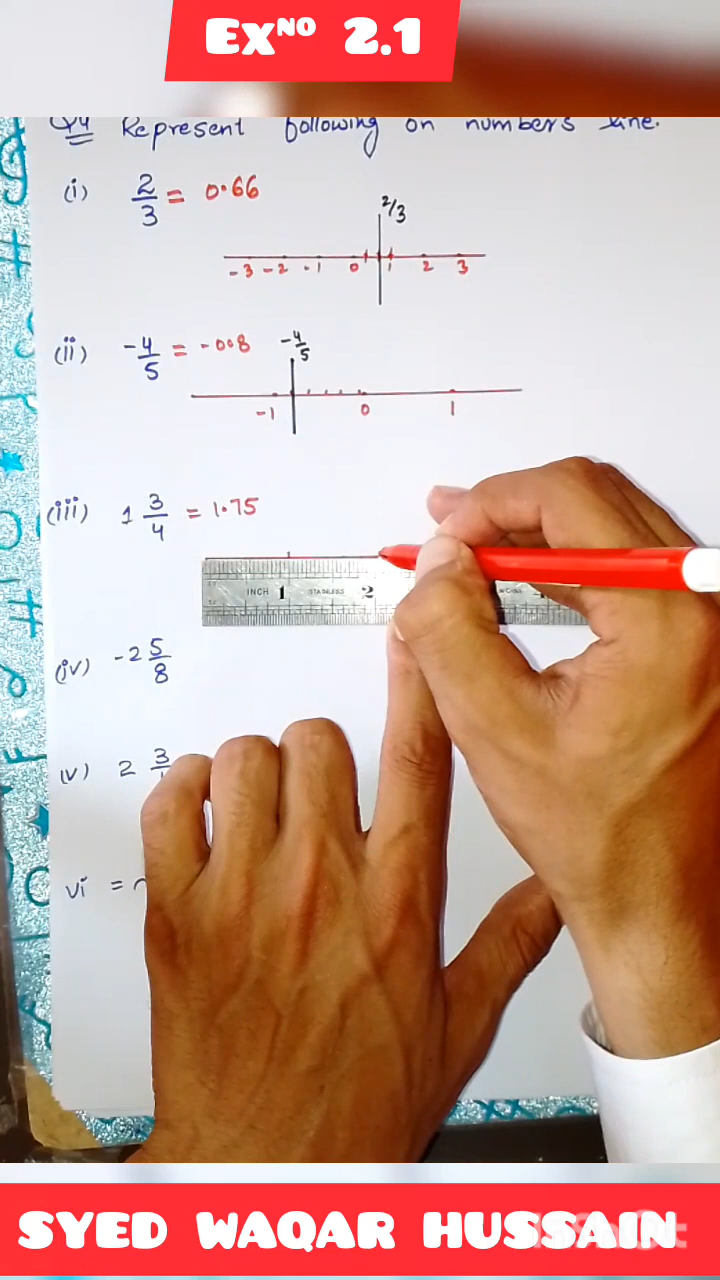 EXNO 2.1
Q4 Represent following on numbers line.
(i) 2/3 = 0.66
2/3
-3 -2 -1 0 1 2 3
(ii) -4/5 = -0.8
-4/5
-1 0 1
(iii) 1 3/4 = 1.75
INCH 1 STAINLESS 2
(iv) -2 5/8
(v) 2 3
vi =
SYED WAQAR HUSSAIN